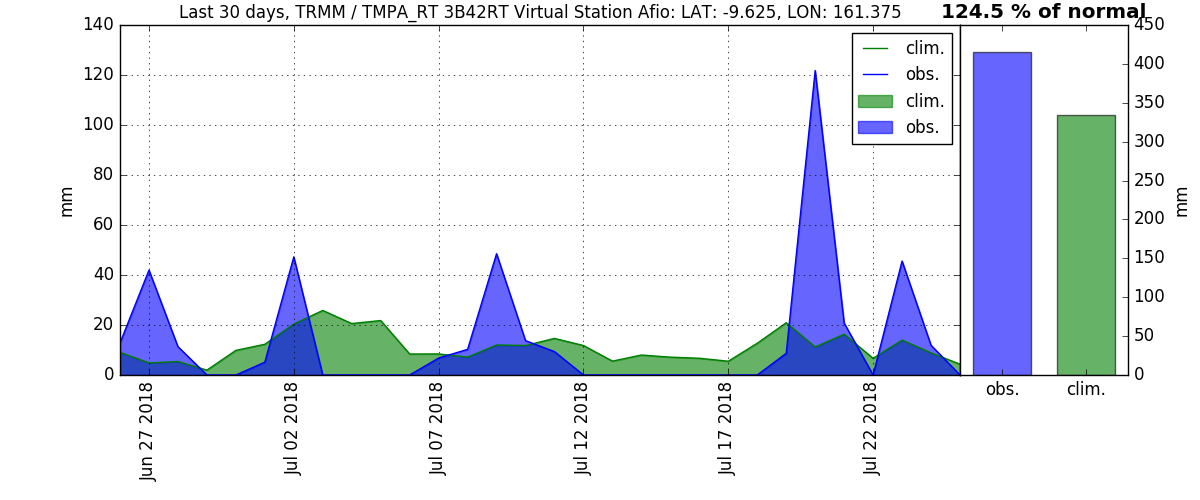 Last 30 days, TRMM / TMPA_RT 3B42RT Virtual Station Afio: LAT: -9.625, LON: 161.375
124.5 % of normal
140
120
100
80
60
40
20
0
mm
clim.
obs.
clim.
obs.
Jun 27 2018
Jul 02 2018
Jul 07 2018
Jul 12 2018
Jul 17 2018
Jul 22 2018
450
400
350
300
250
200
150
100
50
0
mm
obs.
clim.